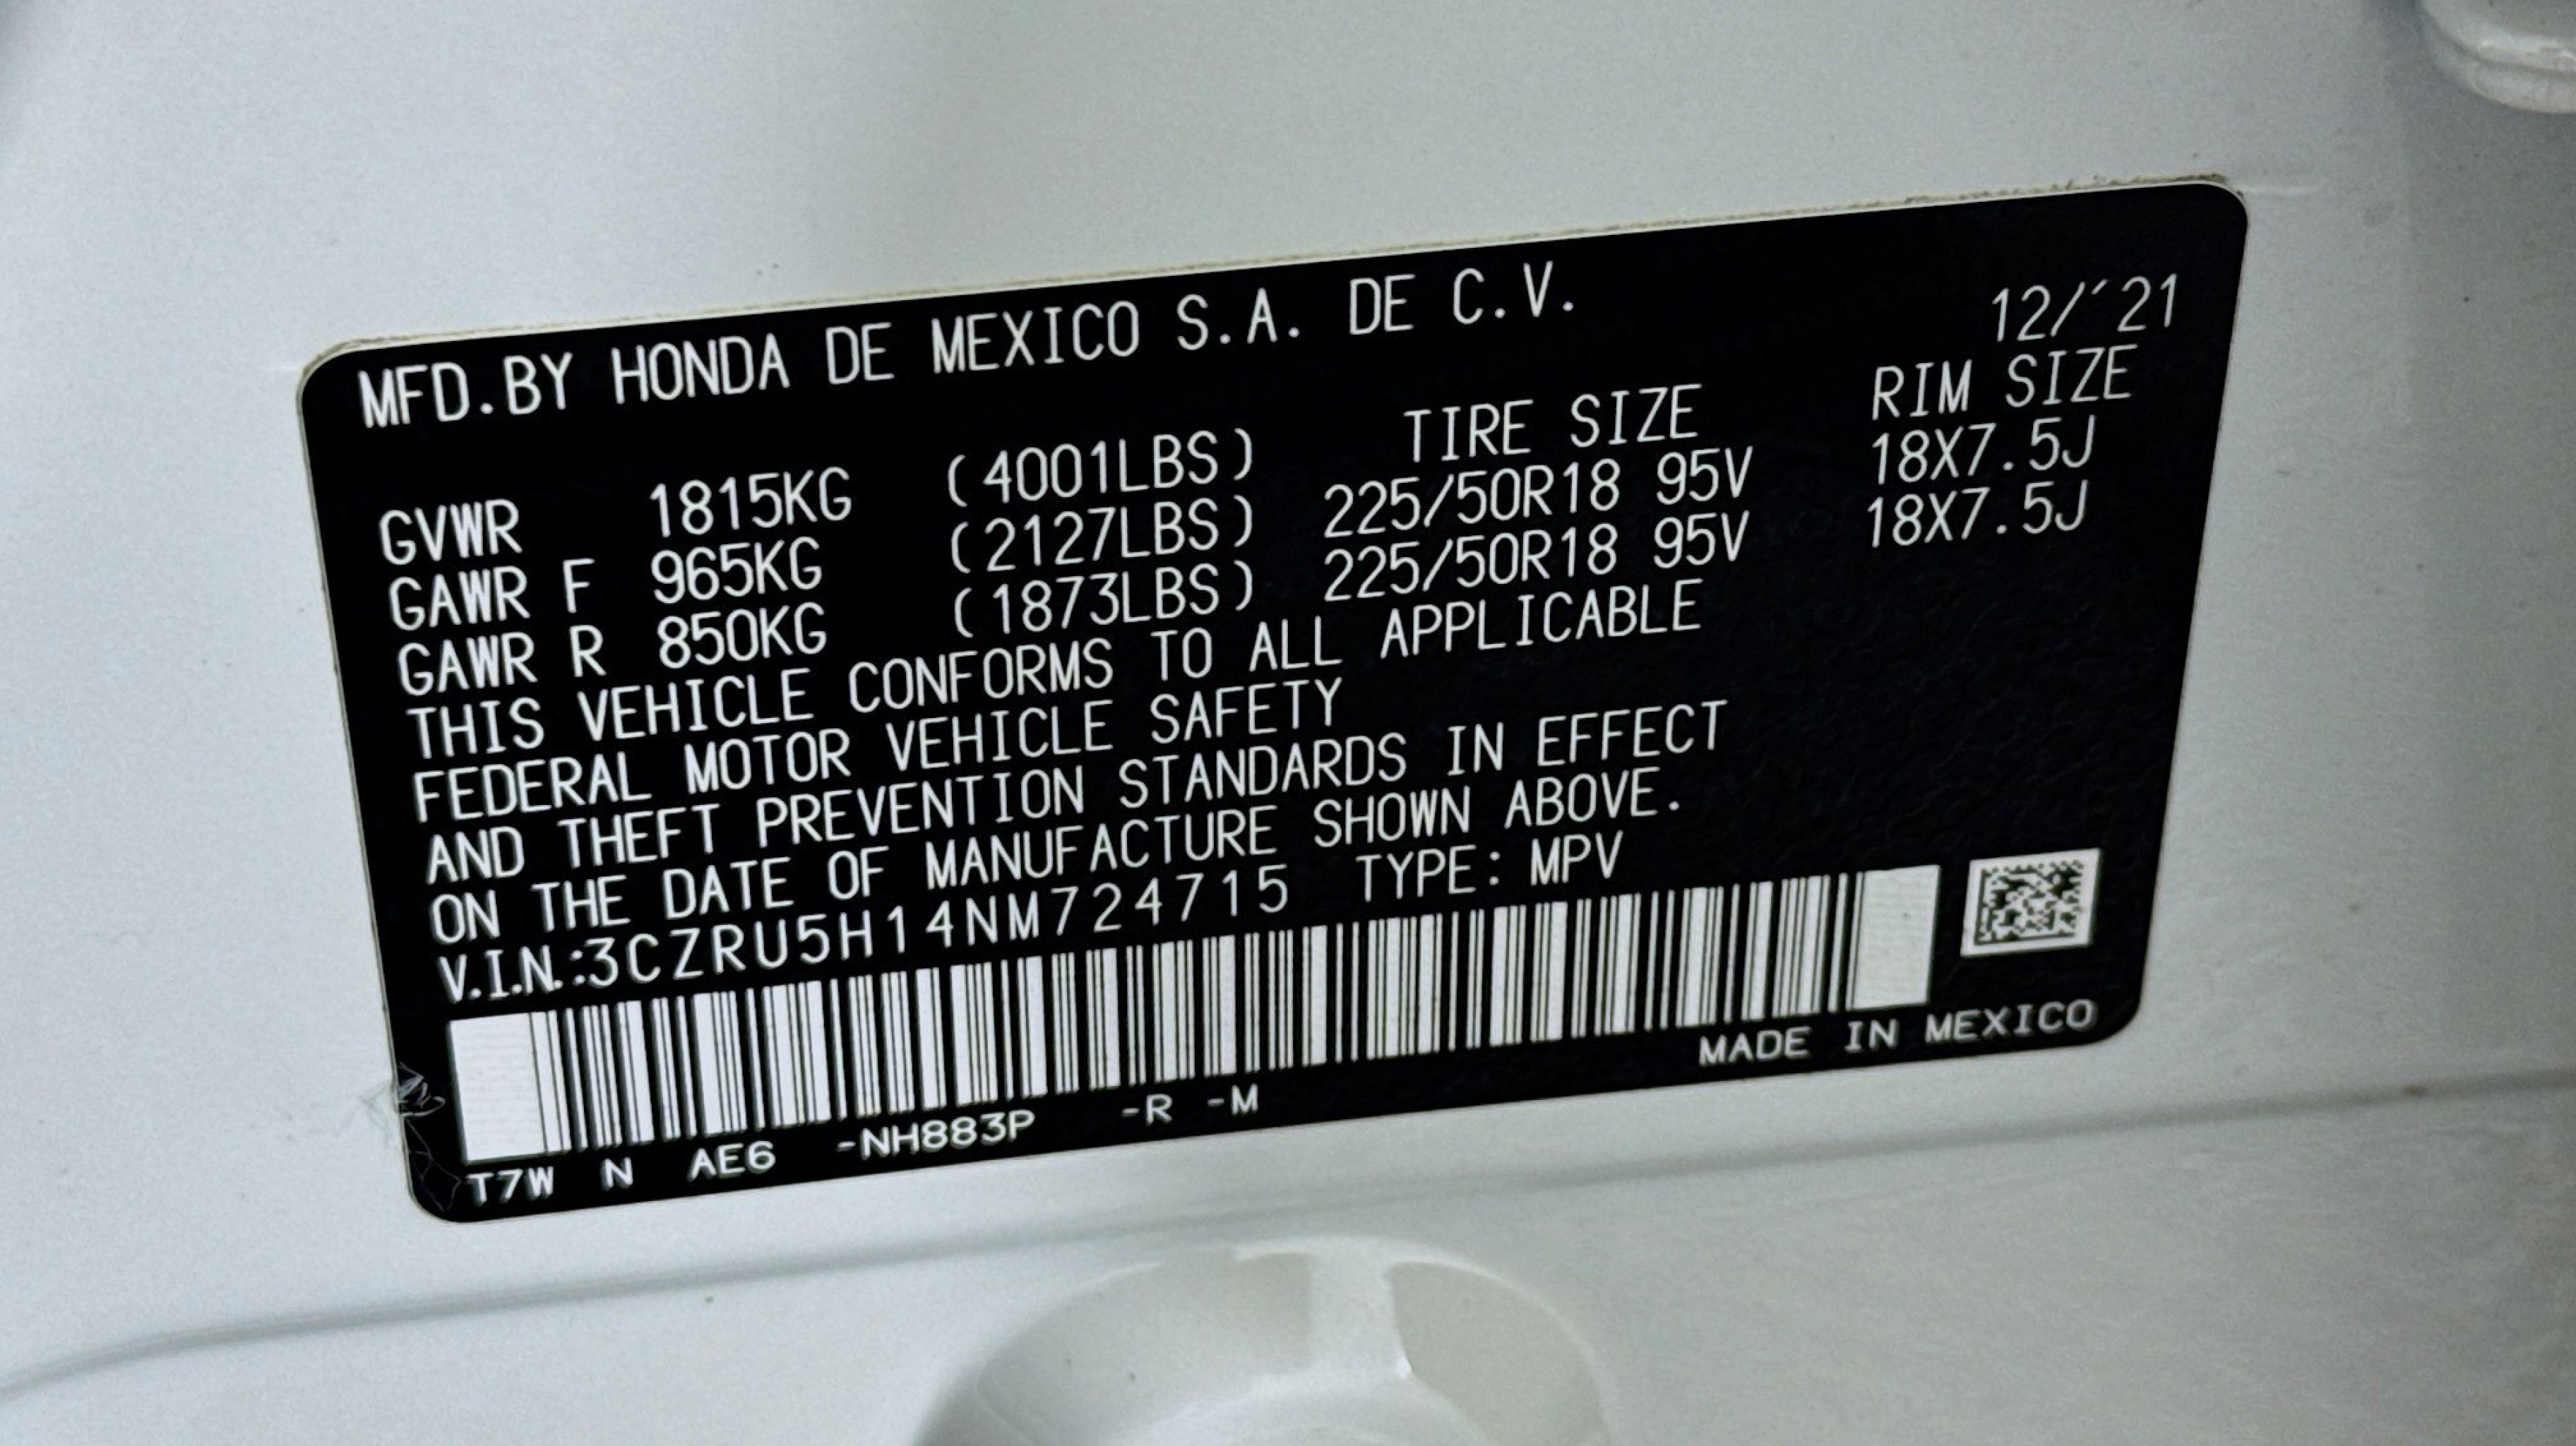 MFD.BY HONDA DE MEXICO S.A. DE C.V.
12/´21
TIRE SIZE RIM SIZE
GVWR 1815KG (4001LBS)
GAWR F 965KG (2127LBS) 225/50R18 95V 18X7.5J
GAWR R 850KG (1873LBS) 225/50R18 95V 18X7.5J
THIS VEHICLE CONFORMS TO ALL APPLICABLE
FEDERAL MOTOR VEHICLE SAFETY
AND THEFT PREVENTION STANDARDS IN EFFECT
ON THE DATE OF MANUFACTURE SHOWN ABOVE.
V.I.N.:3CZRU5H14NM724715 TYPE: MPV
MADE IN MEXICO
T7W N AE6 -NH883P -R -M